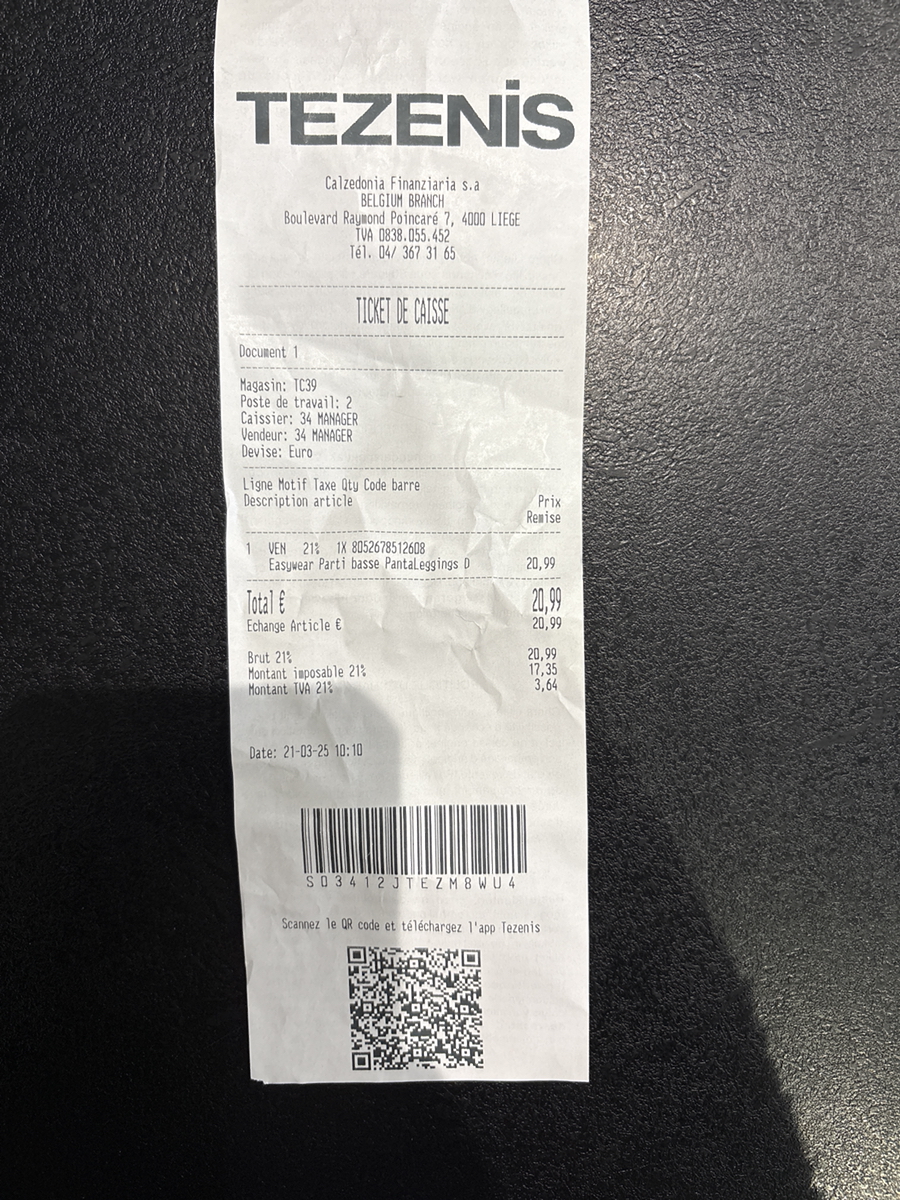 TEZENiS
Calzedonia Finanziaria s.a
BELGIUM BRANCH
Boulevard Raymond Poincaré 7, 4000 LIEGE
TVA 0838.055.452
Tél. 04/ 367 31 65
TICKET DE CAISSE
Document 1
Magasin: TC39
Poste de travail: 2
Caissier: 34 MANAGER
Vendeur: 34 MANAGER
Devise: Euro
Ligne Motif Taxe Qty Code barre
Description article Prix
Remise
1 VEN 21% 1X 8052678512608
Easywear Parti basse PantaLeggings D 20,99
Total € 20,99
Echange Article € 20,99
Brut 21% 20,99
Montant imposable 21% 17,35
Montant TVA 21% 3,64
Date: 21-03-25 10:10
S03412JTEZM8WU4
Scannez le QR code et téléchargez l'app Tezenis